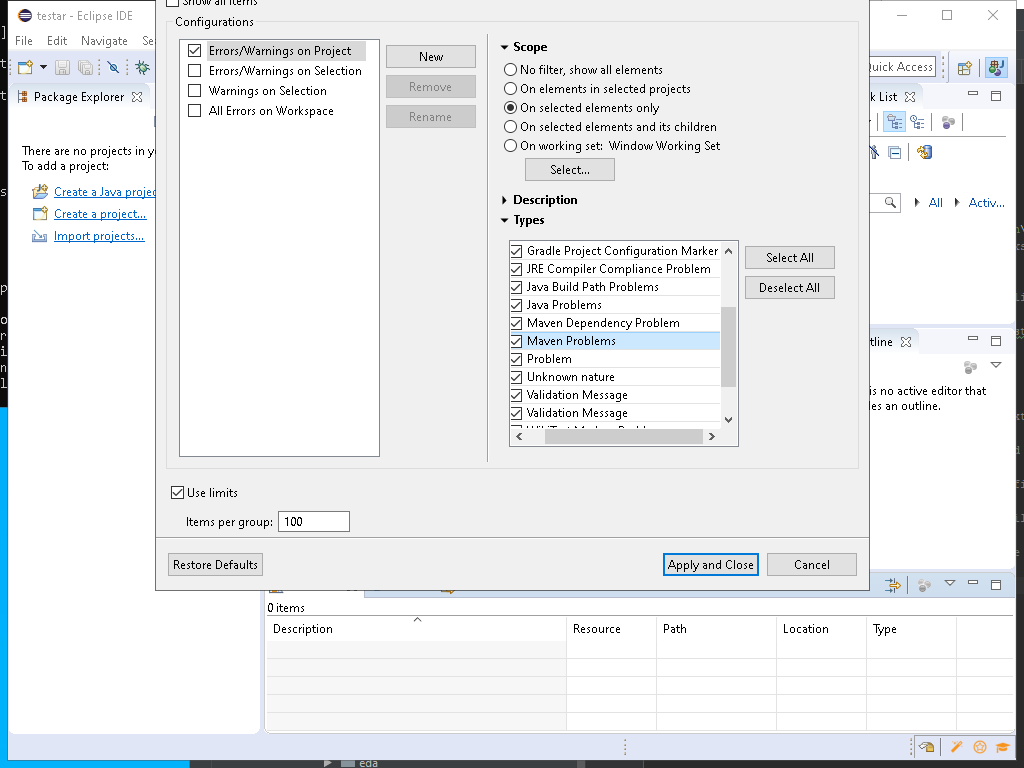 Show all items
testar - Eclipse IDE
File Edit Navigate Se
Configurations
Errors/Warnings on Project
Errors/Warnings on Selection
Warnings on Selection
All Errors on Workspace
New
Remove
Rename
Scope
No filter, show all elements
On elements in selected projects
On selected elements only
On selected elements and its children
On working set: Window Working Set
Select...
Description
Types
Gradle Project Configuration Marker
JRE Compiler Compliance Problem
Java Build Path Problems
Java Problems
Maven Dependency Problem
Maven Problems
Problem
Unknown nature
Validation Message
Validation Message
Select All
Deselect All
Use limits
Items per group: 100
Restore Defaults
Apply and Close
Cancel
Quick Access
Package Explorer
There are no projects in y
To add a project:
Create a Java projec
Create a project...
Import projects...
k List
All
Activ...
tline
is no active editor that
es an outline.
0 items
Description Resource Path Location Type
eda